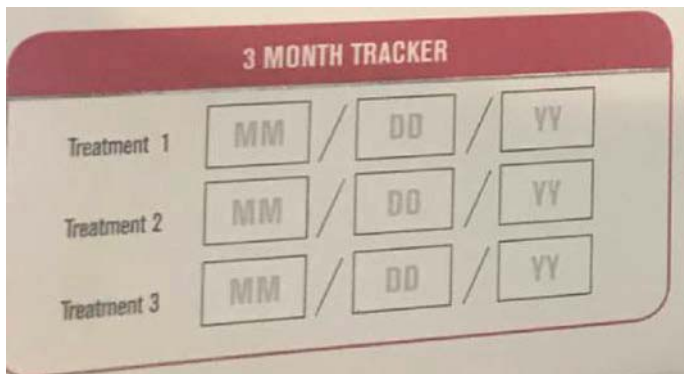 3 MONTH TRACKER
Treatment 1 MM / DD / YY
Treatment 2 MM / DD / YY
Treatment 3 MM / DD / YY